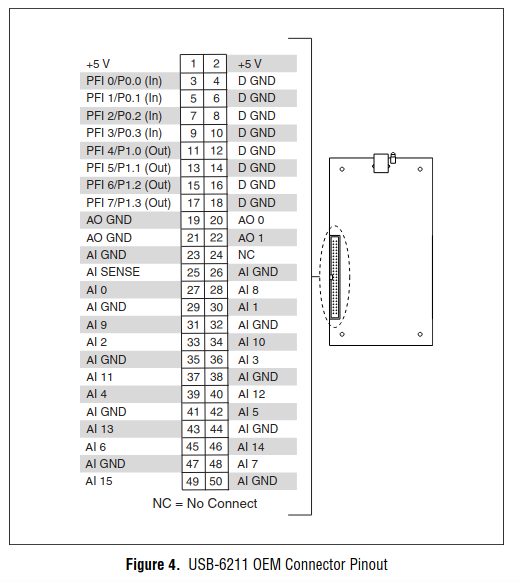 +5 V 1 2 +5 V
PFI 0/P0.0 (In) 3 4 D GND
PFI 1/P0.1 (In) 5 6 D GND
PFI 2/P0.2 (In) 7 8 D GND
PFI 3/P0.3 (In) 9 10 D GND
PFI 4/P1.0 (Out) 11 12 D GND
PFI 5/P1.1 (Out) 13 14 D GND
PFI 6/P1.2 (Out) 15 16 D GND
PFI 7/P1.3 (Out) 17 18 D GND
AO GND 19 20 AO 0
AO GND 21 22 AO 1
AI GND 23 24 NC
AI SENSE 25 26 AI GND
AI 0 27 28 AI 8
AI GND 29 30 AI 1
AI 9 31 32 AI GND
AI 2 33 34 AI 10
AI GND 35 36 AI 3
AI 11 37 38 AI GND
AI 4 39 40 AI 12
AI GND 41 42 AI 5
AI 13 43 44 AI GND
AI 6 45 46 AI 14
AI GND 47 48 AI 7
AI 15 49 50 AI GND
NC = No Connect
Figure 4. USB-6211 OEM Connector Pinout